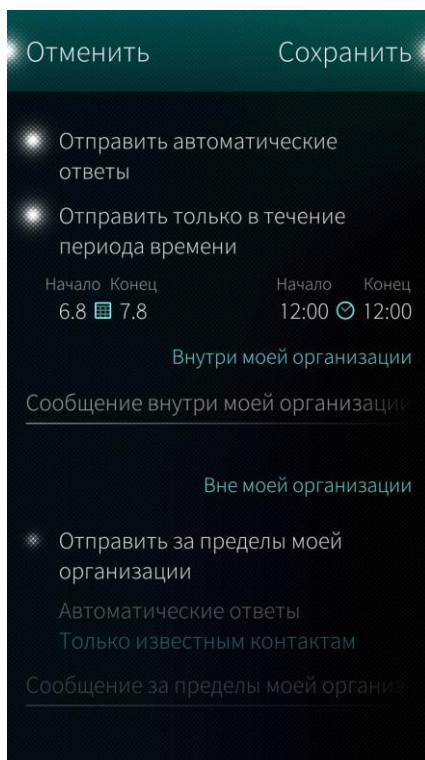 Отменить Сохранить
Отправить автоматические
ответы
Отправить только в течение
периода времени
Начало Конец Начало Конец
6.8 7.8 12:00 12:00
Внутри моей организации
Сообщение внутри моей организации
Вне моей организации
Отправить за пределы моей
организации
Автоматические ответы
Только известным контактам
Сообщение за пределы моей органиs